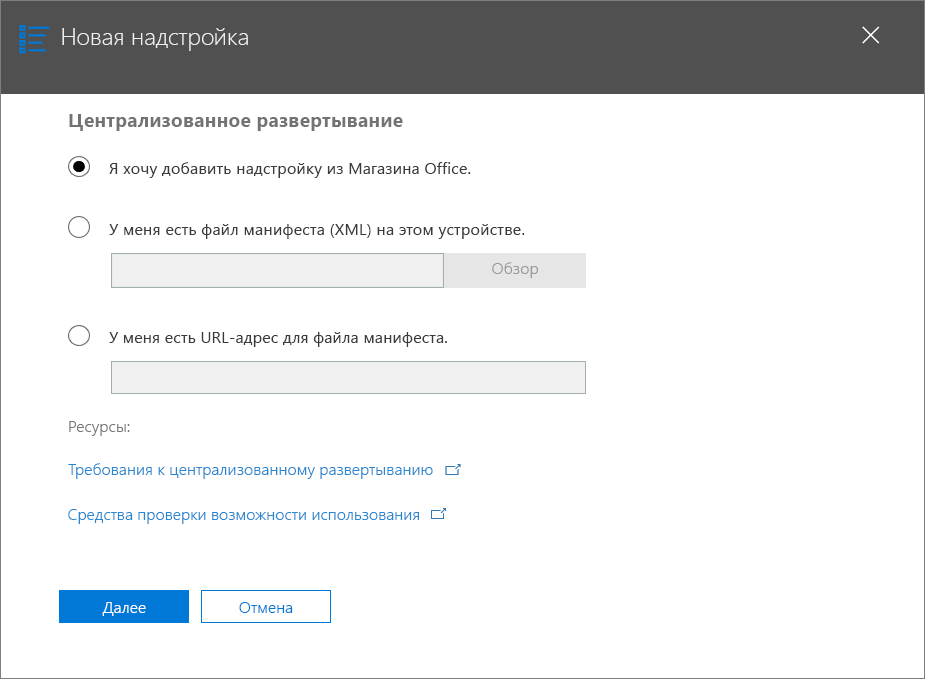 Новая надстройка
Централизованное развертывание
Я хочу добавить надстройку из Магазина Office.
У меня есть файл манифеста (XML) на этом устройстве.
Обзор
У меня есть URL-адрес для файла манифеста.
Ресурсы:
Требования к централизованному развертыванию
Средства проверки возможности использования
Далее
Отмена